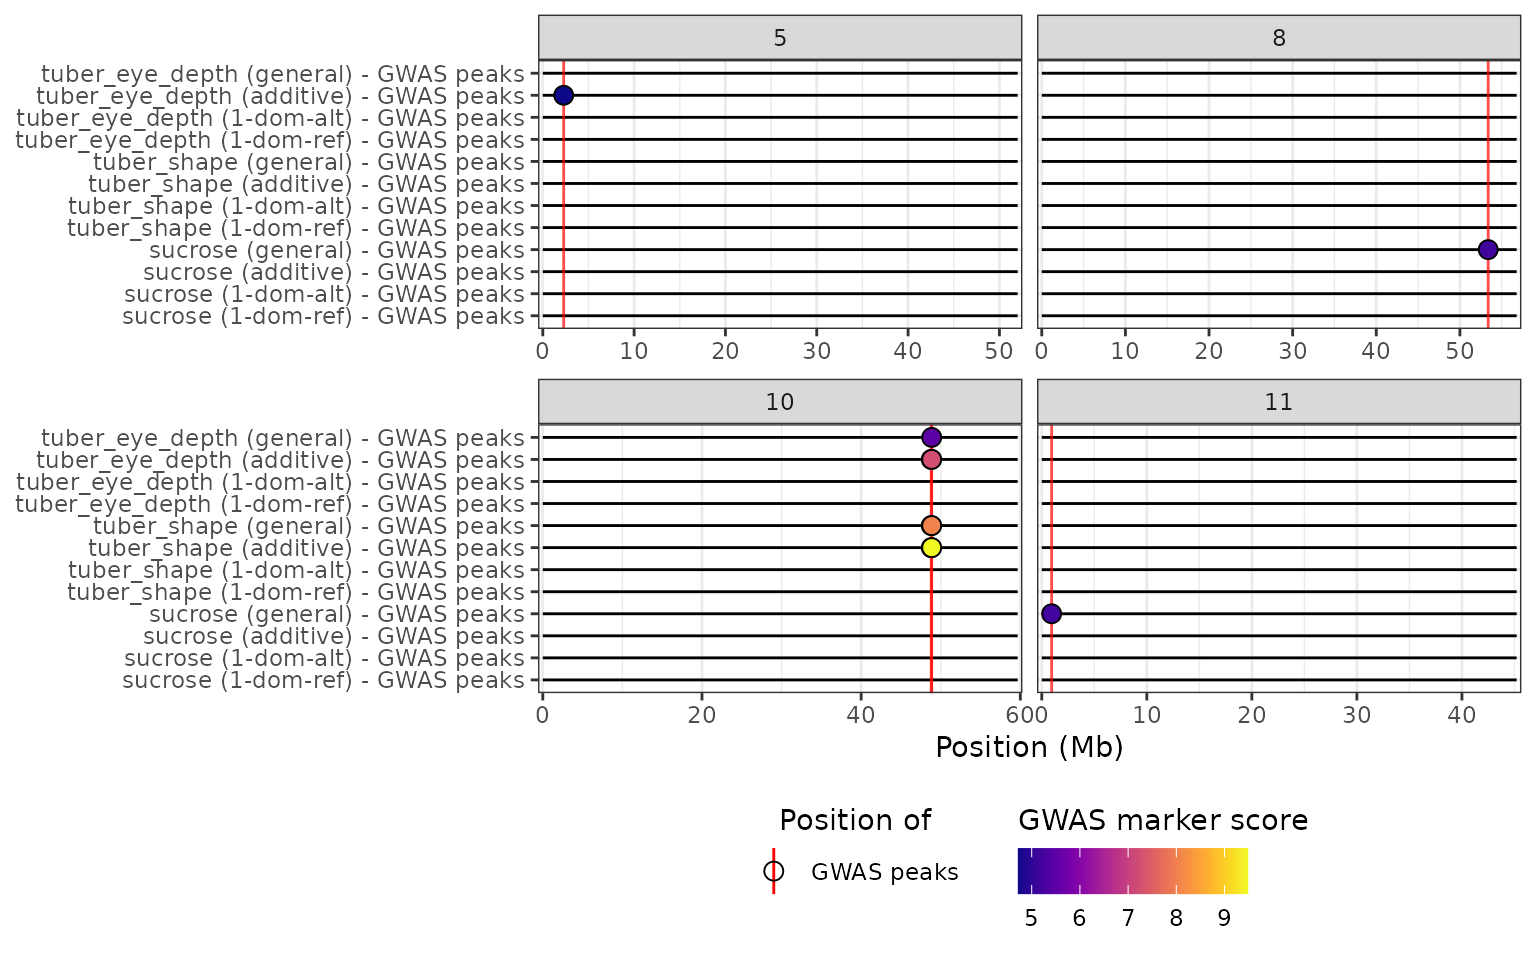 5
8
tuber_eye_depth (general) - GWAS peaks
tuber_eye_depth (additive) - GWAS peaks
tuber_eye_depth (1-dom-alt) - GWAS peaks
tuber_eye_depth (1-dom-ref) - GWAS peaks
tuber_shape (general) - GWAS peaks
tuber_shape (additive) - GWAS peaks
tuber_shape (1-dom-alt) - GWAS peaks
tuber_shape (1-dom-ref) - GWAS peaks
sucrose (general) - GWAS peaks
sucrose (additive) - GWAS peaks
sucrose (1-dom-alt) - GWAS peaks
sucrose (1-dom-ref) - GWAS peaks
0 10 20 30 40 50
0 10 20 30 40 50
10
11
tuber_eye_depth (general) - GWAS peaks
tuber_eye_depth (additive) - GWAS peaks
tuber_eye_depth (1-dom-alt) - GWAS peaks
tuber_eye_depth (1-dom-ref) - GWAS peaks
tuber_shape (general) - GWAS peaks
tuber_shape (additive) - GWAS peaks
tuber_shape (1-dom-alt) - GWAS peaks
tuber_shape (1-dom-ref) - GWAS peaks
sucrose (general) - GWAS peaks
sucrose (additive) - GWAS peaks
sucrose (1-dom-alt) - GWAS peaks
sucrose (1-dom-ref) - GWAS peaks
0 20 40 60
0 10 20 30 40
Position (Mb)
Position of
GWAS peaks
GWAS marker score
5 6 7 8 9